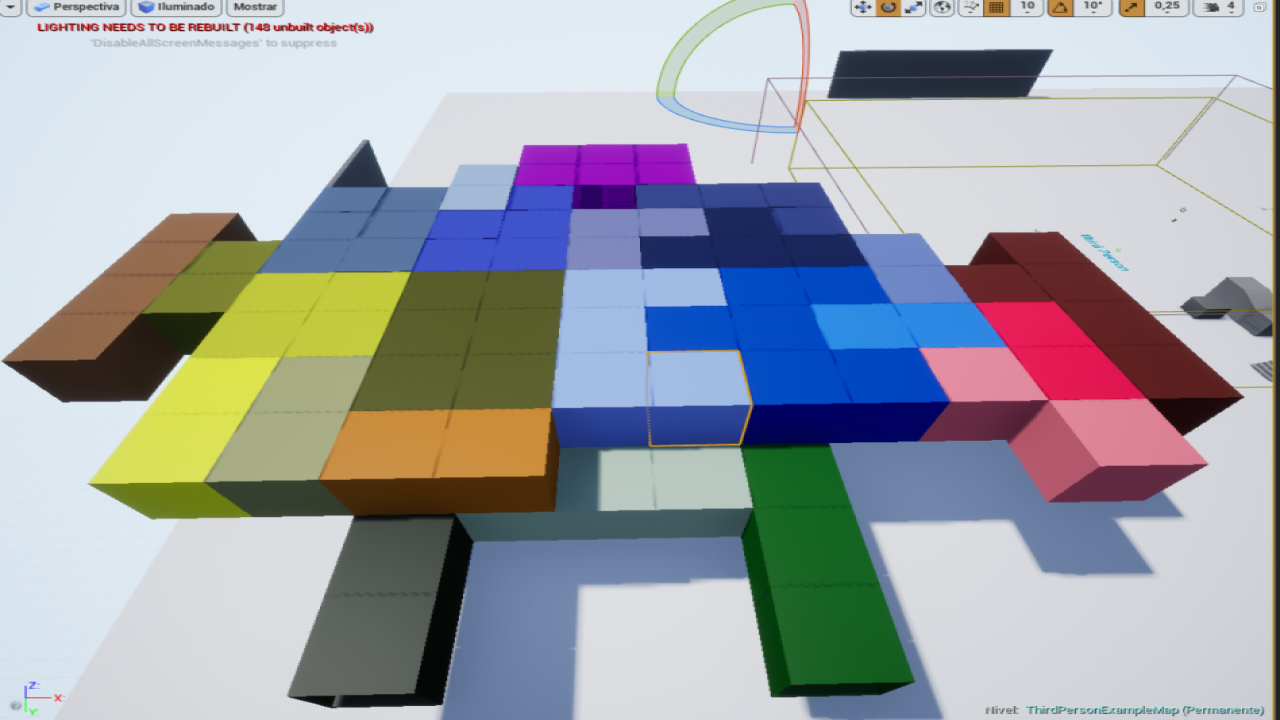 Perspectiva Iluminado Mostrar 10 10° 0,25 4
LIGHTING NEEDS TO BE REBUILT (148 unbuilt object(s))
'DisableAllScreenMessages' to suppress
Third Person
Z:
X:
Y:
Nivel: ThirdPersonExampleMap (Permanente)